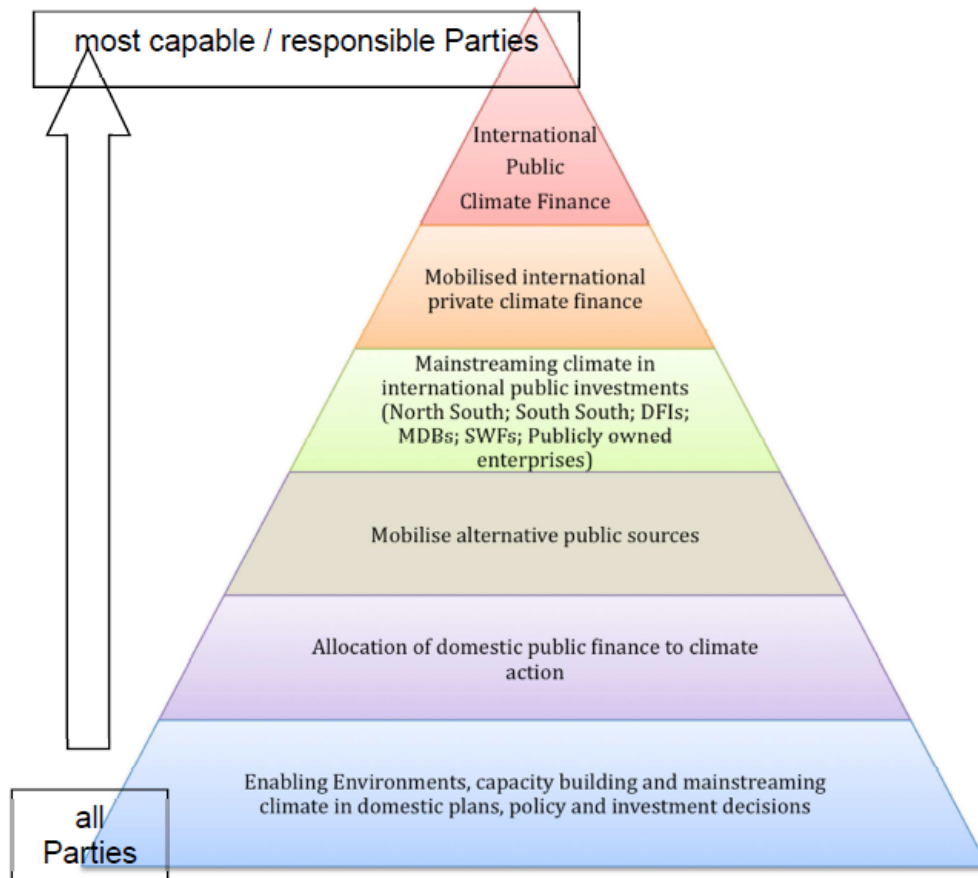 most capable / responsible Parties
International
Public
Climate Finance
Mobilised international
private climate finance
Mainstreaming climate in
international public investments
(North South; South South; DFIs;
MDBs; SWFs; Publicly owned
enterprises)
Mobilise alternative public sources
Allocation of domestic public finance to climate
action
Enabling Environments, capacity building and mainstreaming
climate in domestic plans, policy and investment decisions
all
Parties